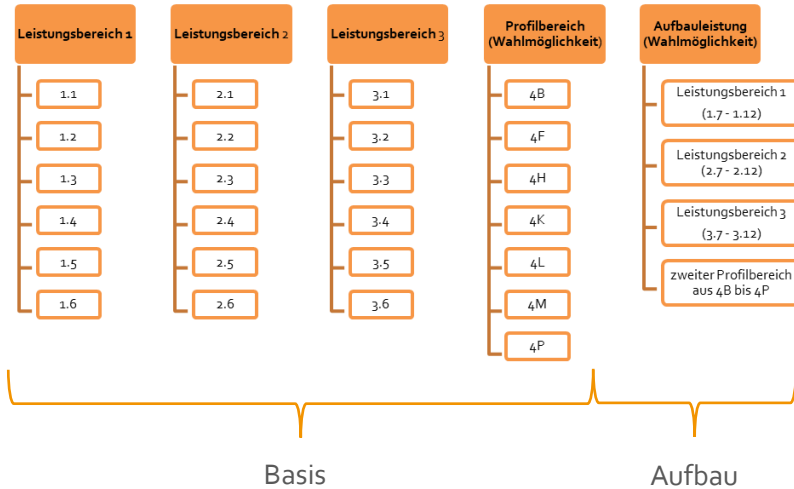 Leistungsbereich 1
1.1
1.2
1.3
1.4
1.5
1.6
Leistungsbereich 2
2.1
2.2
2.3
2.4
2.5
2.6
Leistungsbereich 3
3.1
3.2
3.3
3.4
3.5
3.6
Profilbereich
(Wahlmöglichkeit)
4B
4F
4H
4K
4L
4M
4P
Aufbauleistung
(Wahlmöglichkeit)
Leistungsbereich 1
(1.7 - 1.12)
Leistungsbereich 2
(2.7 - 2.12)
Leistungsbereich 3
(3.7 - 3.12)
zweiter Profilbereich
aus 4B bis 4P
Basis
Aufbau